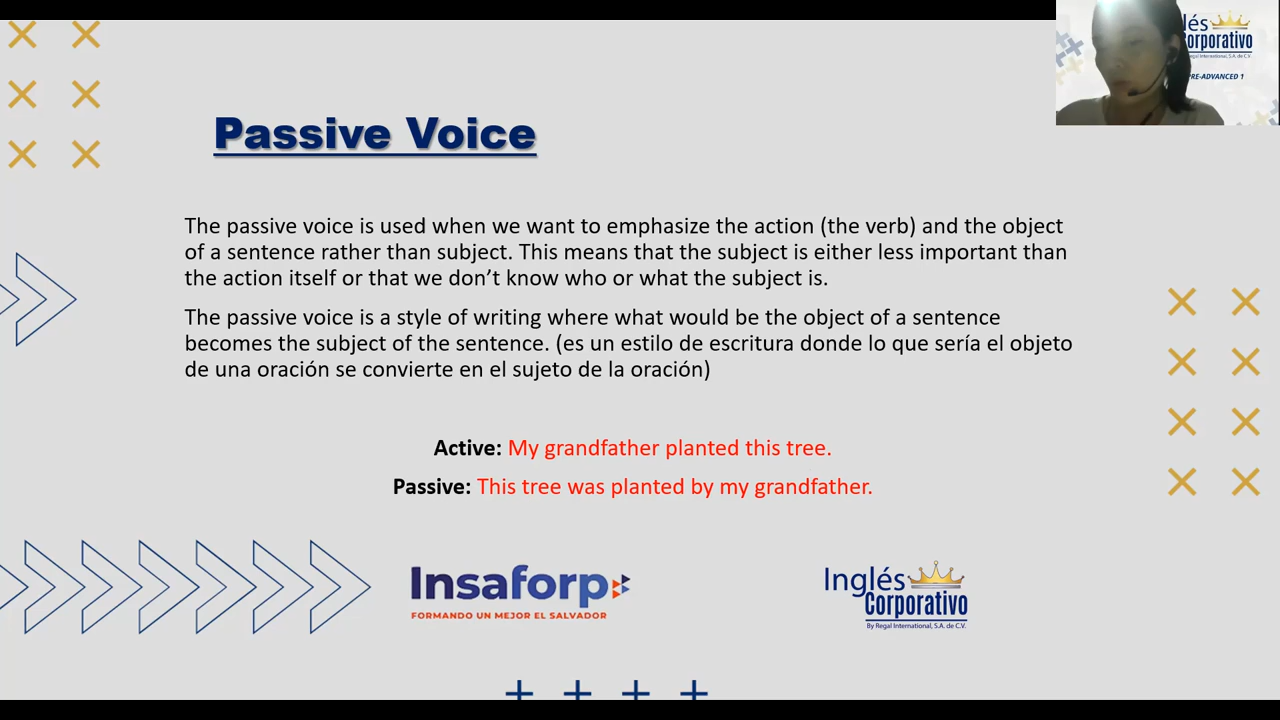 lés
Corporativo
PRE-ADVANCED 1
Passive Voice
The passive voice is used when we want to emphasize the action (the verb) and the object
of a sentence rather than subject. This means that the subject is either less important than
the action itself or that we don’t know who or what the subject is.
The passive voice is a style of writing where what would be the object of a sentence
becomes the subject of the sentence. (es un estilo de escritura donde lo que sería el objeto
de una oración se convierte en el sujeto de la oración)
Active: My grandfather planted this tree.
Passive: This tree was planted by my grandfather.
Insaforp
FORMANDO UN MEJOR EL SALVADOR
Inglés
Corporativo
By Regal International, S.A. de C.V.